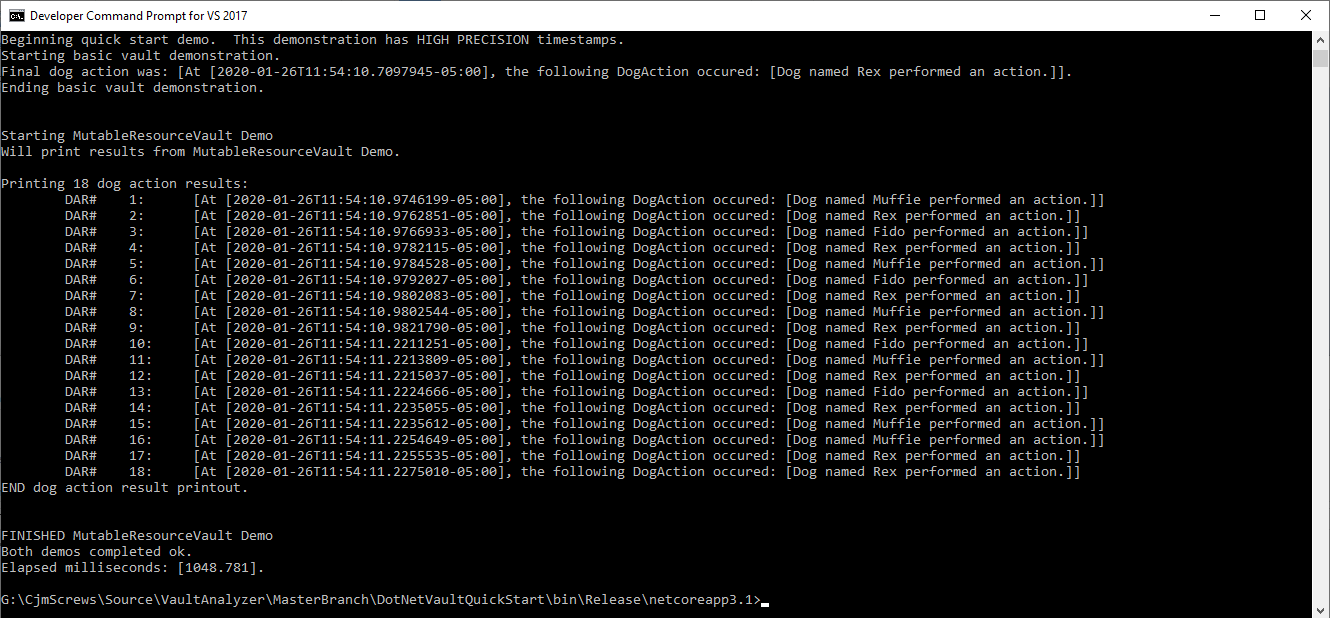 Developer Command Prompt for VS 2017
Beginning quick start demo.  This demonstration has HIGH PRECISION timestamps.
Starting basic vault demonstration.
Final dog action was: [At [2020-01-26T11:54:10.7097945-05:00], the following DogAction occured: [Dog named Rex performed an action.]].
Ending basic vault demonstration.
Starting MutableResourceVault Demo
Will print results from MutableResourceVault Demo.
Printing 18 dog action results:
DAR#    1:      [At [2020-01-26T11:54:10.9746199-05:00], the following DogAction occured: [Dog named Muffie performed an action.]]
DAR#    2:      [At [2020-01-26T11:54:10.9762851-05:00], the following DogAction occured: [Dog named Rex performed an action.]]
DAR#    3:      [At [2020-01-26T11:54:10.9766933-05:00], the following DogAction occured: [Dog named Fido performed an action.]]
DAR#    4:      [At [2020-01-26T11:54:10.9782115-05:00], the following DogAction occured: [Dog named Rex performed an action.]]
DAR#    5:      [At [2020-01-26T11:54:10.9784528-05:00], the following DogAction occured: [Dog named Muffie performed an action.]]
DAR#    6:      [At [2020-01-26T11:54:10.9792027-05:00], the following DogAction occured: [Dog named Fido performed an action.]]
DAR#    7:      [At [2020-01-26T11:54:10.9802083-05:00], the following DogAction occured: [Dog named Rex performed an action.]]
DAR#    8:      [At [2020-01-26T11:54:10.9802544-05:00], the following DogAction occured: [Dog named Muffie performed an action.]]
DAR#    9:      [At [2020-01-26T11:54:10.9821790-05:00], the following DogAction occured: [Dog named Rex performed an action.]]
DAR#    10:     [At [2020-01-26T11:54:11.2211251-05:00], the following DogAction occured: [Dog named Fido performed an action.]]
DAR#    11:     [At [2020-01-26T11:54:11.2213809-05:00], the following DogAction occured: [Dog named Muffie performed an action.]]
DAR#    12:     [At [2020-01-26T11:54:11.2215037-05:00], the following DogAction occured: [Dog named Rex performed an action.]]
DAR#    13:     [At [2020-01-26T11:54:11.2224666-05:00], the following DogAction occured: [Dog named Fido performed an action.]]
DAR#    14:     [At [2020-01-26T11:54:11.2235055-05:00], the following DogAction occured: [Dog named Rex performed an action.]]
DAR#    15:     [At [2020-01-26T11:54:11.2235612-05:00], the following DogAction occured: [Dog named Muffie performed an action.]]
DAR#    16:     [At [2020-01-26T11:54:11.2254649-05:00], the following DogAction occured: [Dog named Muffie performed an action.]]
DAR#    17:     [At [2020-01-26T11:54:11.2255535-05:00], the following DogAction occured: [Dog named Rex performed an action.]]
DAR#    18:     [At [2020-01-26T11:54:11.2275010-05:00], the following DogAction occured: [Dog named Rex performed an action.]]
END dog action result printout.
FINISHED MutableResourceVault Demo
Both demos completed ok.
Elapsed milliseconds: [1048.781].
G:\CjmScrews\Source\VaultAnalyzer\MasterBranch\DotNetVaultQuickStart\bin\Release\netcoreapp3.1>